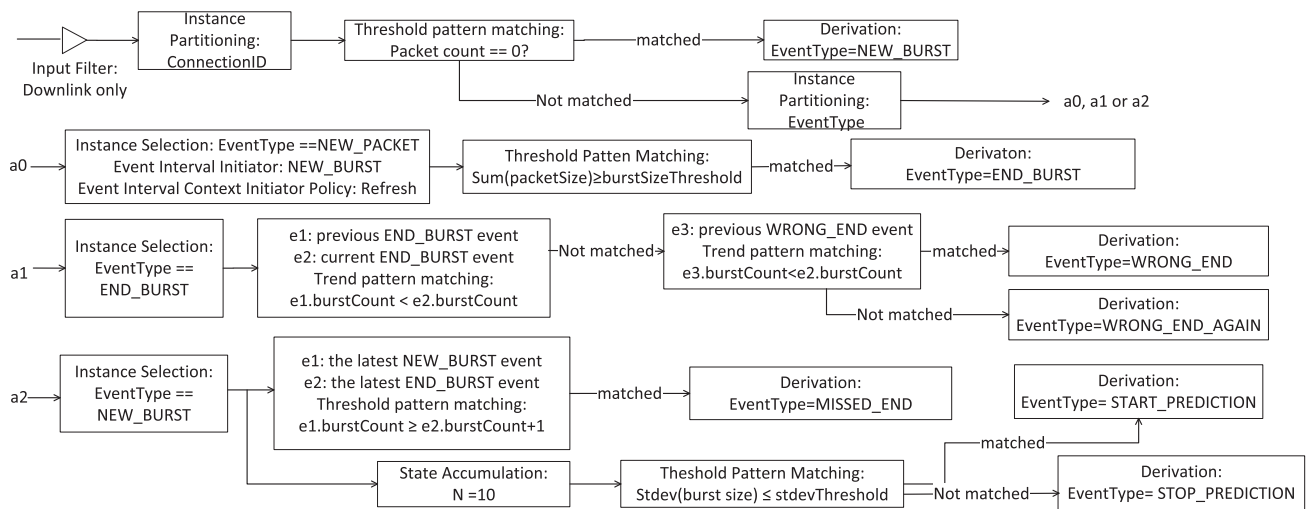 Input Filter:
Downlink only
Instance
Partitioning:
ConnectionID
Threshold pattern matching:
Packet count == 0?
matched
Derivation:
EventType=NEW_BURST
Not matched
Instance
Partitioning:
EventType
a0, a1 or a2
a0
Instance Selection: EventType ==NEW_PACKET
Event Interval Initiator: NEW_BURST
Event Interval Context Initiator Policy: Refresh
Threshold Patten Matching:
Sum(packetSize)≥burstSizeThreshold
matched
Derivaton:
EventType=END_BURST
a1
Instance Selection:
EventType ==
END_BURST
e1: previous END_BURST event
e2: current END_BURST event
Trend pattern matching:
e1.burstCount < e2.burstCount
Not matched
e3: previous WRONG_END event
Trend pattern matching:
e3.burstCount<e2.burstCount
matched
Derivation:
EventType=WRONG_END
Not matched
Derivation:
EventType=WRONG_END_AGAIN
a2
Instance Selection:
EventType ==
NEW_BURST
e1: the latest NEW_BURST event
e2: the latest END_BURST event
Threshold pattern matching:
e1.burstCount ≥ e2.burstCount+1
matched
Derivation:
EventType=MISSED_END
State Accumulation:
N =10
Theshold Pattern Matching:
Stdev(burst size) ≤ stdevThreshold
matched
Derivation:
EventType= START_PREDICTION
Not matched
Derivation:
EventType= STOP_PREDICTION